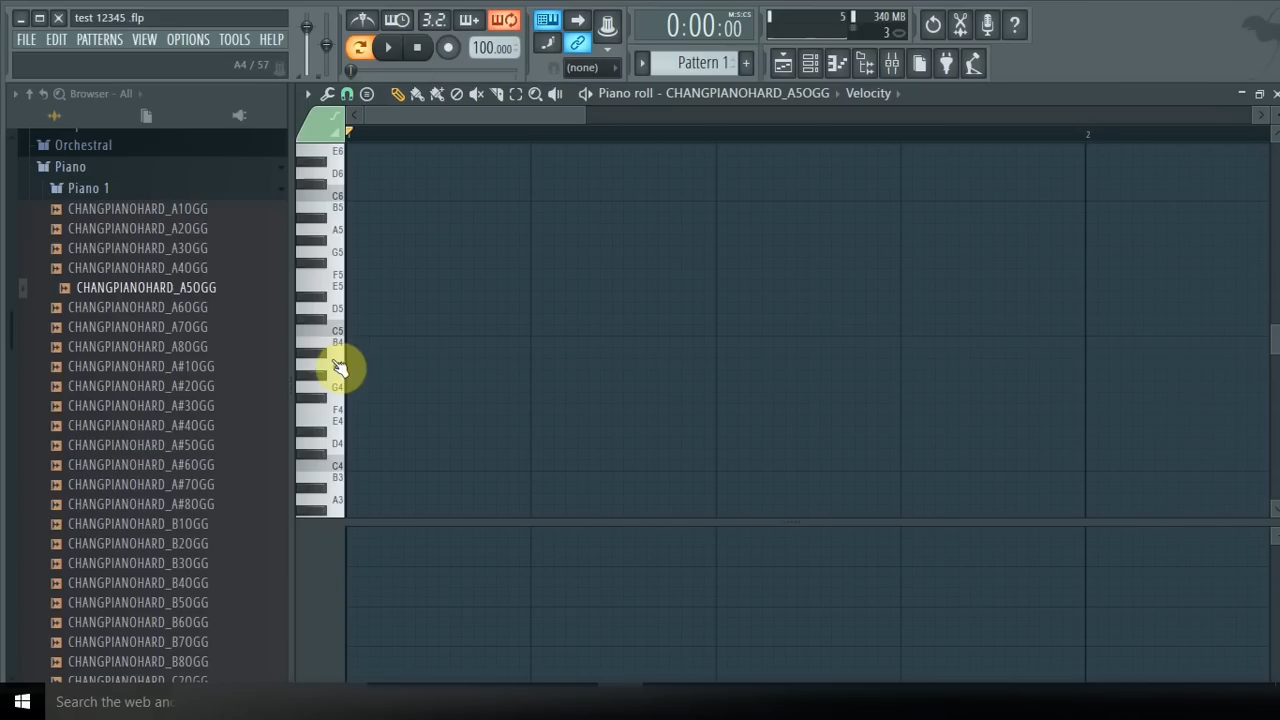 test 12345 .flp
FILE EDIT PATTERNS VIEW OPTIONS TOOLS HELP
A4 / 57
3.2.
100.000
(none)
0:00:00
M:S:CS
Pattern 1
5
340 MB
3
Browser - All
Piano roll - CHANGPIANOHARD_A5OGG
Velocity
Orchestral
Piano
Piano 1
CHANGPIANOHARD_A1OGG
CHANGPIANOHARD_A2OGG
CHANGPIANOHARD_A3OGG
CHANGPIANOHARD_A4OGG
CHANGPIANOHARD_A5OGG
CHANGPIANOHARD_A6OGG
CHANGPIANOHARD_A7OGG
CHANGPIANOHARD_A8OGG
CHANGPIANOHARD_A#1OGG
CHANGPIANOHARD_A#2OGG
CHANGPIANOHARD_A#3OGG
CHANGPIANOHARD_A#4OGG
CHANGPIANOHARD_A#5OGG
CHANGPIANOHARD_A#6OGG
CHANGPIANOHARD_A#7OGG
CHANGPIANOHARD_A#8OGG
CHANGPIANOHARD_B1OGG
CHANGPIANOHARD_B2OGG
CHANGPIANOHARD_B3OGG
CHANGPIANOHARD_B4OGG
CHANGPIANOHARD_B5OGG
CHANGPIANOHARD_B6OGG
CHANGPIANOHARD_B7OGG
CHANGPIANOHARD_B8OGG
CHANGPIANOHARD_C2OGG
2
E6
D6
C6
B5
A5
G5
F5
E5
D5
C5
B4
G4
F4
E4
D4
C4
B3
A3
Search the web and